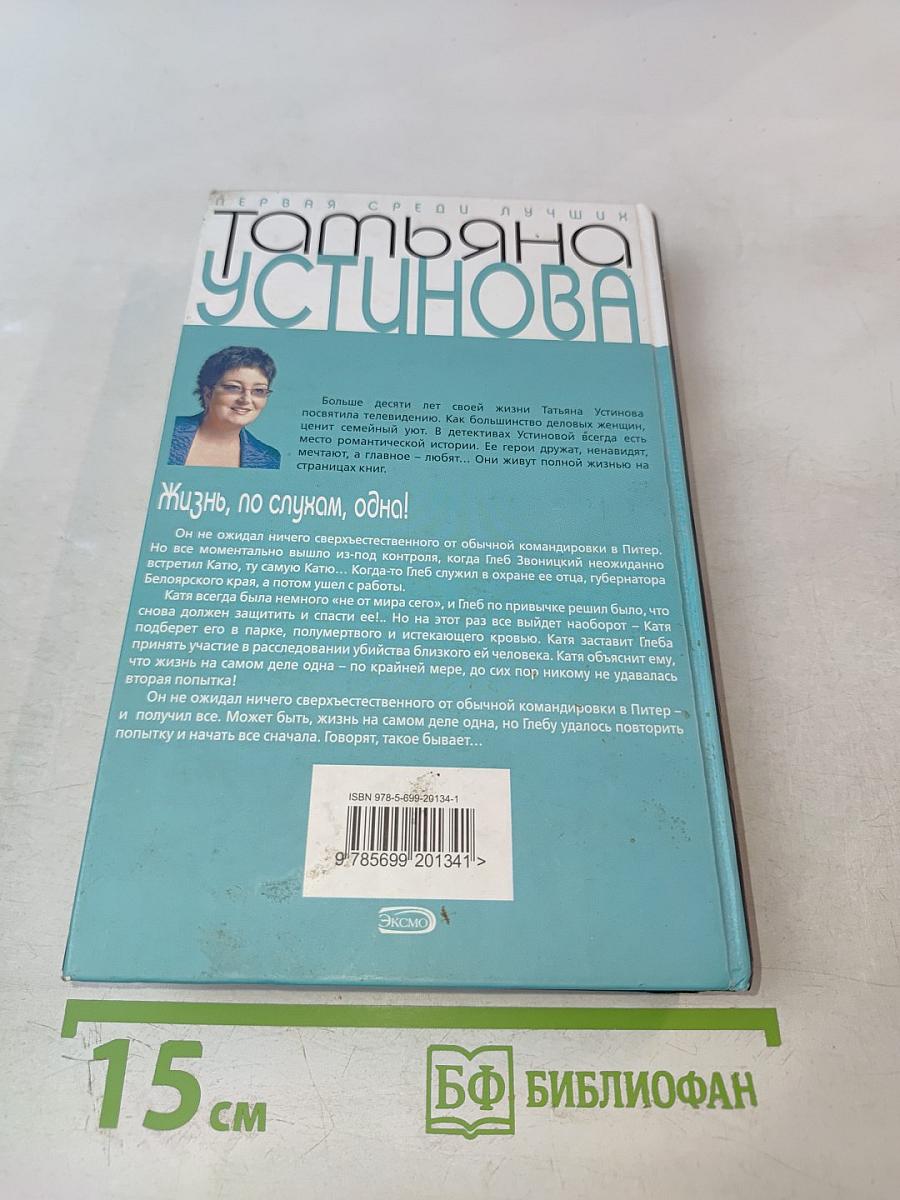 ПЕРВАЯ СРЕДИ ЛУЧШИХ
ТАТЬЯНА
УСТИНОВА
Больше десяти лет своей жизни Татьяна Устинова
посвятила телевидению. Как большинство деловых женщин,
ценит семейный уют. В детективах Устиновой всегда есть
место романтической истории. Ее герои дружат, ненавидят,
мечтают, а главное – любят... Они живут полной жизнью на
страницах книг.
Жизнь, по слухам, одна!
Он не ожидал ничего сверхъестественного от обычной командировки в Питер.
Но все моментально вышло из-под контроля, когда Глеб Звоницкий неожиданно
встретил Катю, ту самую Катю... Когда-то Глеб служил в охране ее отца, губернатора
Белоярского края, а потом ушел с работы.
Катя всегда была немного «не от мира сего», и Глеб по привычке решил было, что
снова должен защитить и спасти ее!.. Но на этот раз все выйдет наоборот – Катя
подберет его в парке, полумертвого и истекающего кровью. Катя заставит Глеба
принять участие в расследовании убийства близкого ей человека. Катя объяснит ему,
что жизнь на самом деле одна – по крайней мере, до сих пор никому не удавалась
вторая попытка!
Он не ожидал ничего сверхъестественного от обычной командировки в Питер –
и получил все. Может быть, жизнь на самом деле одна, но Глебу удалось повторить
попытку и начать все сначала. Говорят, такое бывает...
ISBN 978-5-699-20134-1
9 785699 201341 >
ЭКСМО
15 см
БФ БИБЛИОФАН